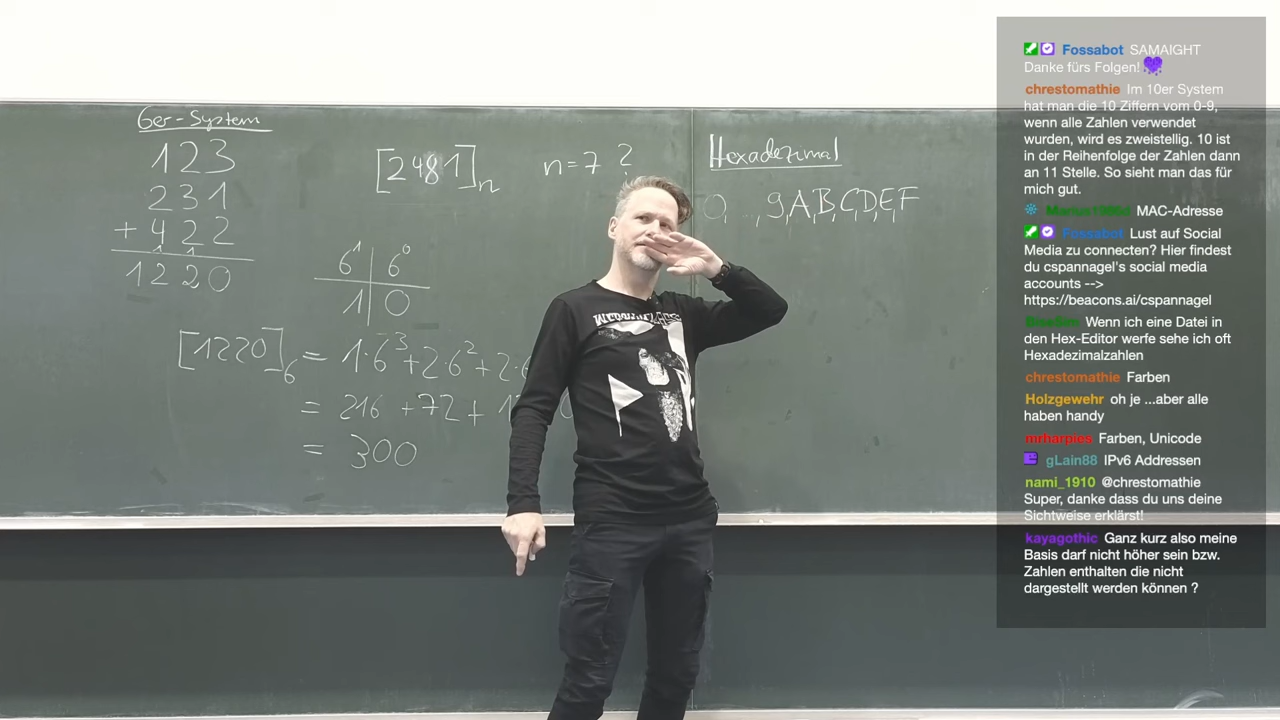 6er-System
123
231
+ 422
1 1
1220
[2481]n
n=7 ?
6¹ 6⁰
1 0
[1220]6 = 1·6³+2·6²+2·6
= 216 +72 + 1
= 300
Hexadezimal
0, ..., 9,A,B,C,D,E,F
Fossabot SAMAIGHT
Danke fürs Folgen!
chrestomathie Im 10er System
hat man die 10 Ziffern vom 0-9,
wenn alle Zahlen verwendet
wurden, wird es zweistellig. 10 ist
in der Reihenfolge der Zahlen dann
an 11 Stelle. So sieht man das für
mich gut.
MAC-Adresse
Fossabot Lust auf Social
Media zu connecten? Hier findest
du cspannagel's social media
accounts -->
https://beacons.ai/cspannagel
Wenn ich eine Datei in
den Hex-Editor werfe sehe ich oft
Hexadezimalzahlen
chrestomathie Farben
Holzgewehr oh je ...aber alle
haben handy
mrharpies Farben, Unicode
gLain88 IPv6 Addressen
nami_1910 @chrestomathie
Super, danke dass du uns deine
Sichtweise erklärst!
kayagothic Ganz kurz also meine
Basis darf nicht höher sein bzw.
Zahlen enthalten die nicht
dargestellt werden können ?